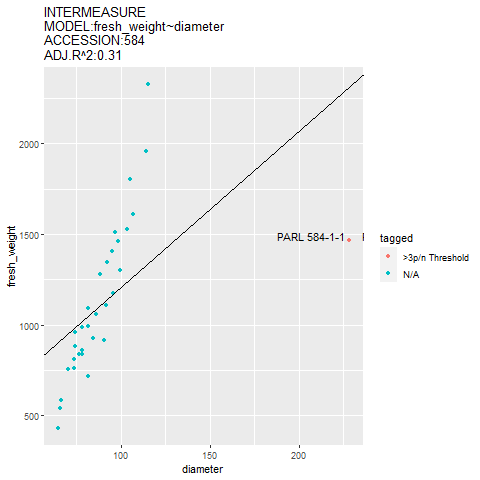 INTERMEASURE
MODEL:fresh_weight~diameter
ACCESSION:584
ADJ.R^2:0.31
2000
1500
1000
500
fresh_weight
PARL 584-1-1
tagged
>3p/n Threshold
N/A
100
150
200
diameter